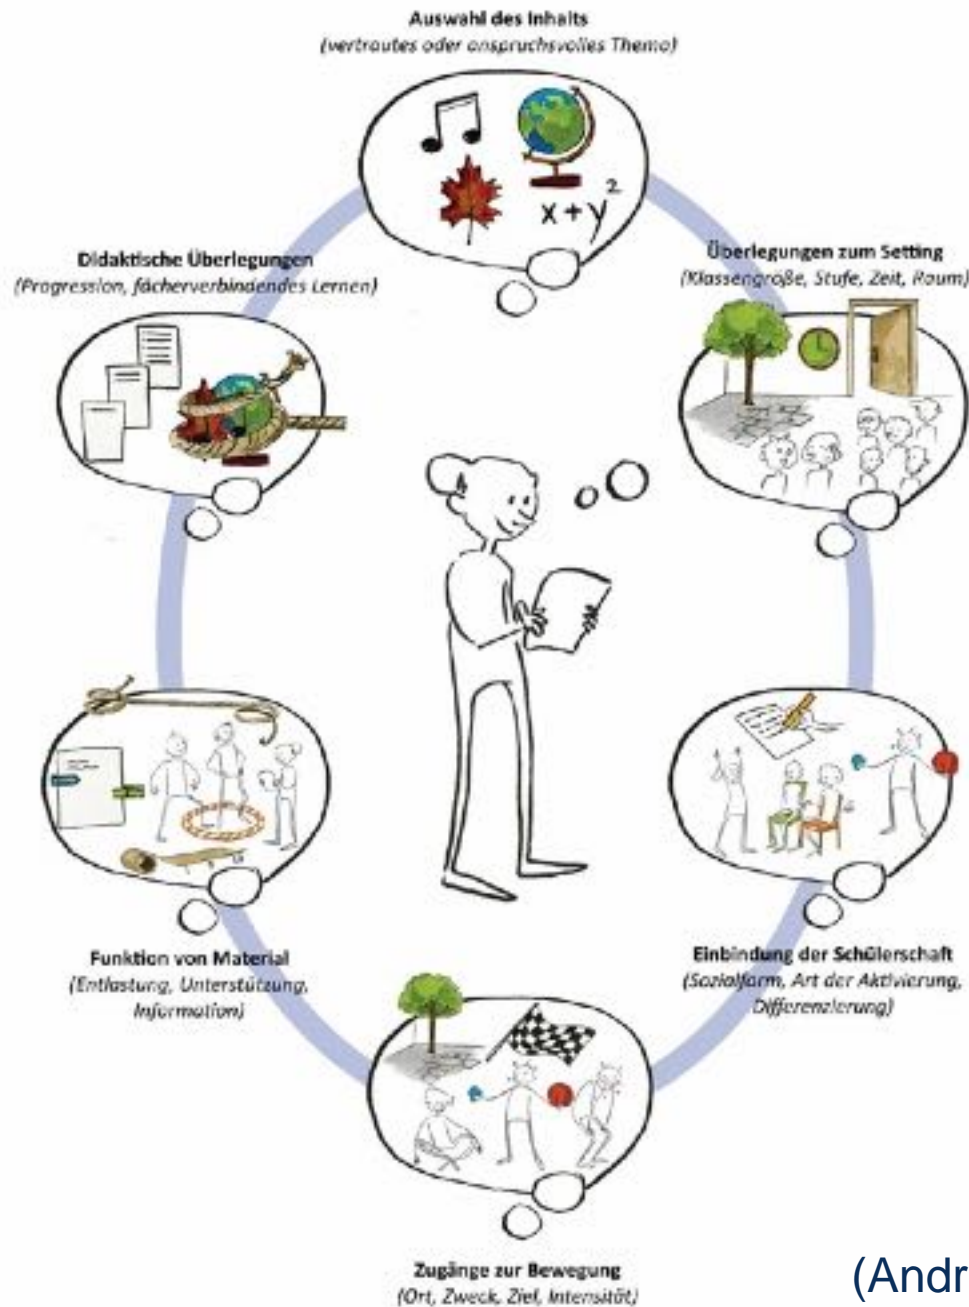 Auswahl des Inhalts
(vertrautes oder anspruchsvolles Thema)
x+y²
Überlegungen zum Setting
(Klassengröße, Stufe, Zeit, Raum)
Didaktische Überlegungen
(Progression, fächerverbindendes Lernen)
Funktion von Material
(Entlastung, Unterstützung,
Information)
Einbindung der Schülerschaft
(Sozialform, Art der Aktivierung,
Differenzierung)
Zugänge zur Bewegung
(Ort, Zweck, Ziel, Intensität)
(Andr